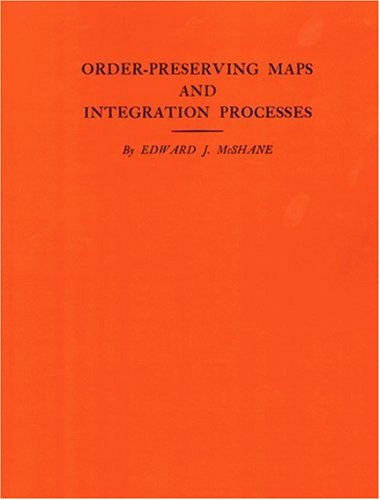 ORDER-PRESERVING MAPS
AND
INTEGRATION PROCESSES
By EDWARD J. McSHANE